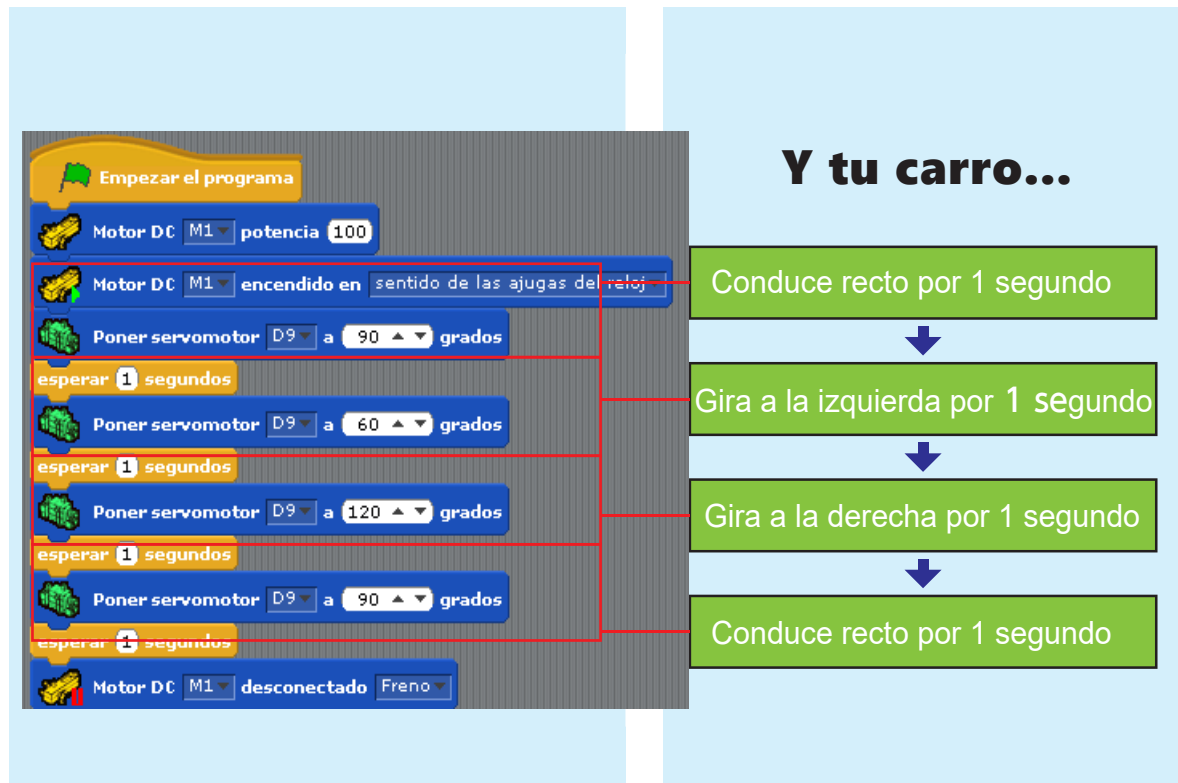 Empezar el programa
Motor DC M1 potencia 100
Motor DC M1 encendido en sentido de las ajugas del reloj
Poner servomotor D9 a 90 grados
esperar 1 segundos
Poner servomotor D9 a 60 grados
esperar 1 segundos
Poner servomotor D9 a 120 grados
esperar 1 segundos
Poner servomotor D9 a 90 grados
esperar 1 segundos
Motor DC M1 desconectado Freno
Y tu carro...
Conduce recto por 1 segundo
Gira a la izquierda por 1 segundo
Gira a la derecha por 1 segundo
Conduce recto por 1 segundo